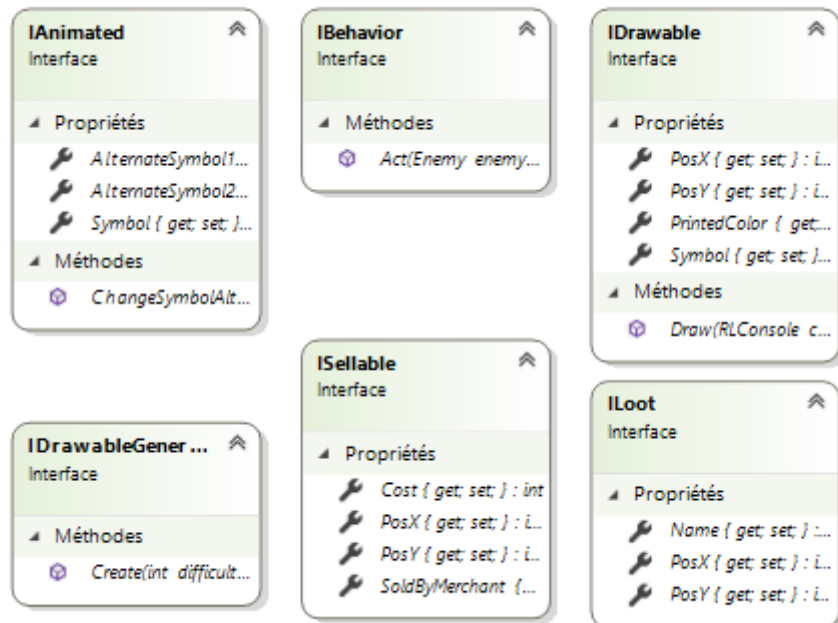 IAnimated
Interface
Propriétés
AlternateSymbol1...
AlternateSymbol2...
Symbol { get; set; }...
Méthodes
ChangeSymbolAlt...
IBehavior
Interface
Méthodes
Act(Enemy enemy...
IDrawable
Interface
Propriétés
PosX { get; set; } : i...
PosY { get; set; } : i...
PrintedColor { get;...
Symbol { get; set; }...
Méthodes
Draw(RLConsole c...
IDrawableGener...
Interface
Méthodes
Create(int difficult...
ISellable
Interface
Propriétés
Cost { get; set; } : int
PosX { get; set; } : i...
PosY { get; set; } : i...
SoldByMerchant {...
ILoot
Interface
Propriétés
Name { get; set; } :...
PosX { get; set; } : i...
PosY { get; set; } : i...